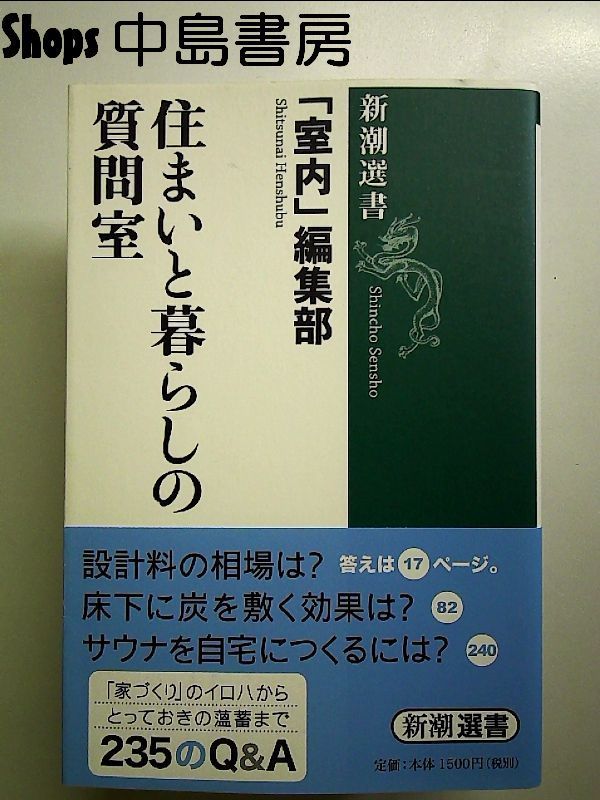 Shops 中島書房
新潮選書
Shincho Sensho
「室内」編集部
Shitsunai Henshubu
住まいと暮らしの
質問室
設計料の相場は? 答えは17ページ。
床下に炭を敷く効果は? 82
サウナを自宅につくるには? 240
「家づくり」のイロハから
とっておきの薀蓄まで
235のQ&A
新潮選書
定価:本体1500円(税別)